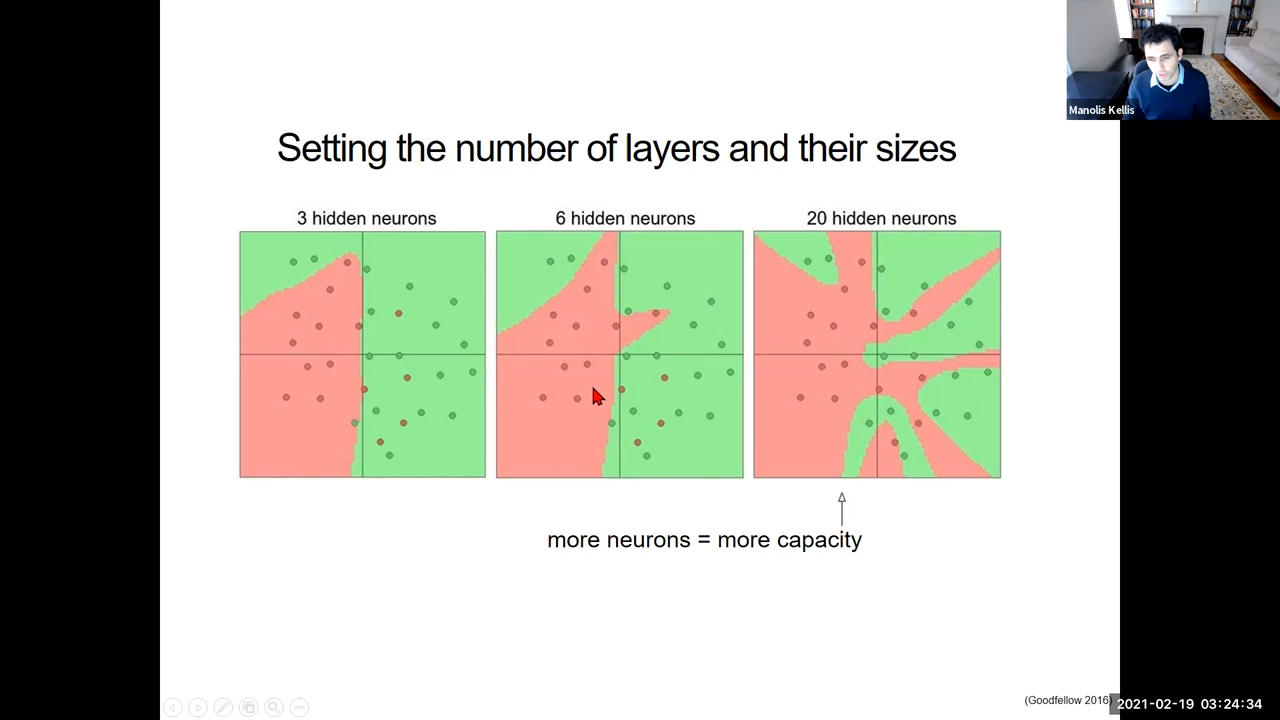 Manolis Kellis
Setting the number of layers and their sizes
3 hidden neurons
6 hidden neurons
20 hidden neurons
more neurons = more capacity
(Goodfellow 2016)
2021-02-19 03:24:34